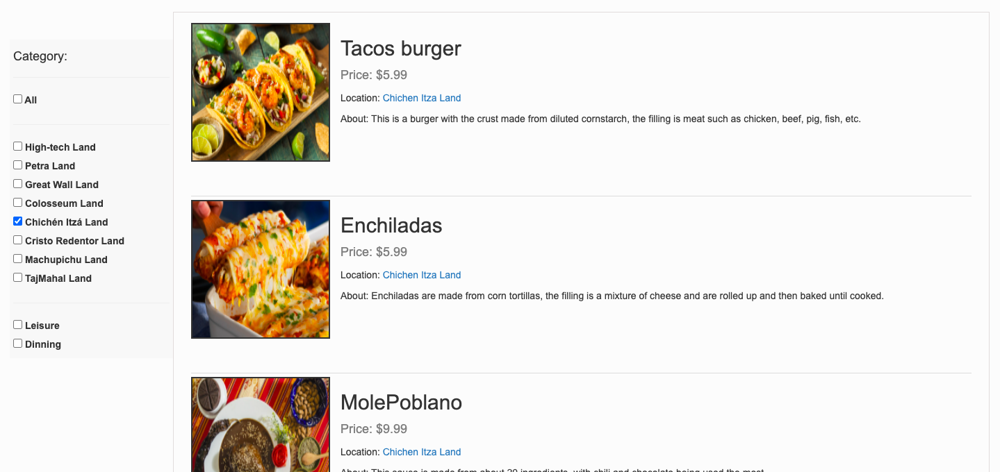 Category:
All
High-tech Land
Petra Land
Great Wall Land
Colosseum Land
Chichén Itzá Land
Cristo Redentor Land
Machupichu Land
TajMahal Land
Leisure
Dinning
Tacos burger
Price: $5.99
Location: Chichen Itza Land
About: This is a burger with the crust made from diluted cornstarch, the filling is meat such as chicken, beef, pig, fish, etc.
Enchiladas
Price: $5.99
Location: Chichen Itza Land
About: Enchiladas are made from corn tortillas, the filling is a mixture of cheese and are rolled up and then baked until cooked.
MolePoblano
Price: $9.99
Location: Chichen Itza Land
About: This sauce is made from about 20 ingredients, with chili and chocolate being used the most.